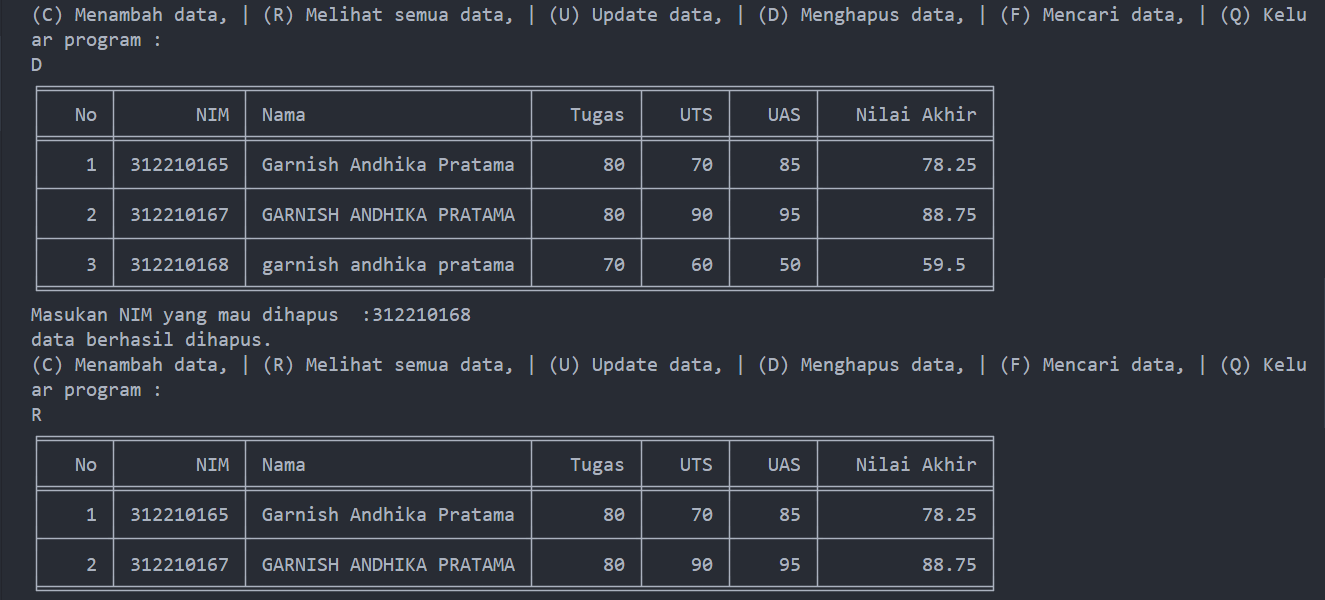 (C) Menambah data, | (R) Melihat semua data, | (U) Update data, | (D) Menghapus data, | (F) Mencari data, | (Q) Kelu
ar program :
D
No NIM Nama Tugas UTS UAS Nilai Akhir
1 312210165 Garnish Andhika Pratama 80 70 85 78.25
2 312210167 GARNISH ANDHIKA PRATAMA 80 90 95 88.75
3 312210168 garnish andhika pratama 70 60 50 59.5
Masukan NIM yang mau dihapus  :312210168
data berhasil dihapus.
(C) Menambah data, | (R) Melihat semua data, | (U) Update data, | (D) Menghapus data, | (F) Mencari data, | (Q) Kelu
ar program :
R
No NIM Nama Tugas UTS UAS Nilai Akhir
1 312210165 Garnish Andhika Pratama 80 70 85 78.25
2 312210167 GARNISH ANDHIKA PRATAMA 80 90 95 88.75